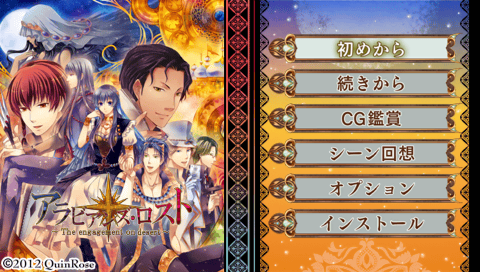 アラビアンズ・ロスト
～The engagement on desert～
©2012 QuinRose
初めから
続きから
CG鑑賞
シーン回想
オプション
インストール